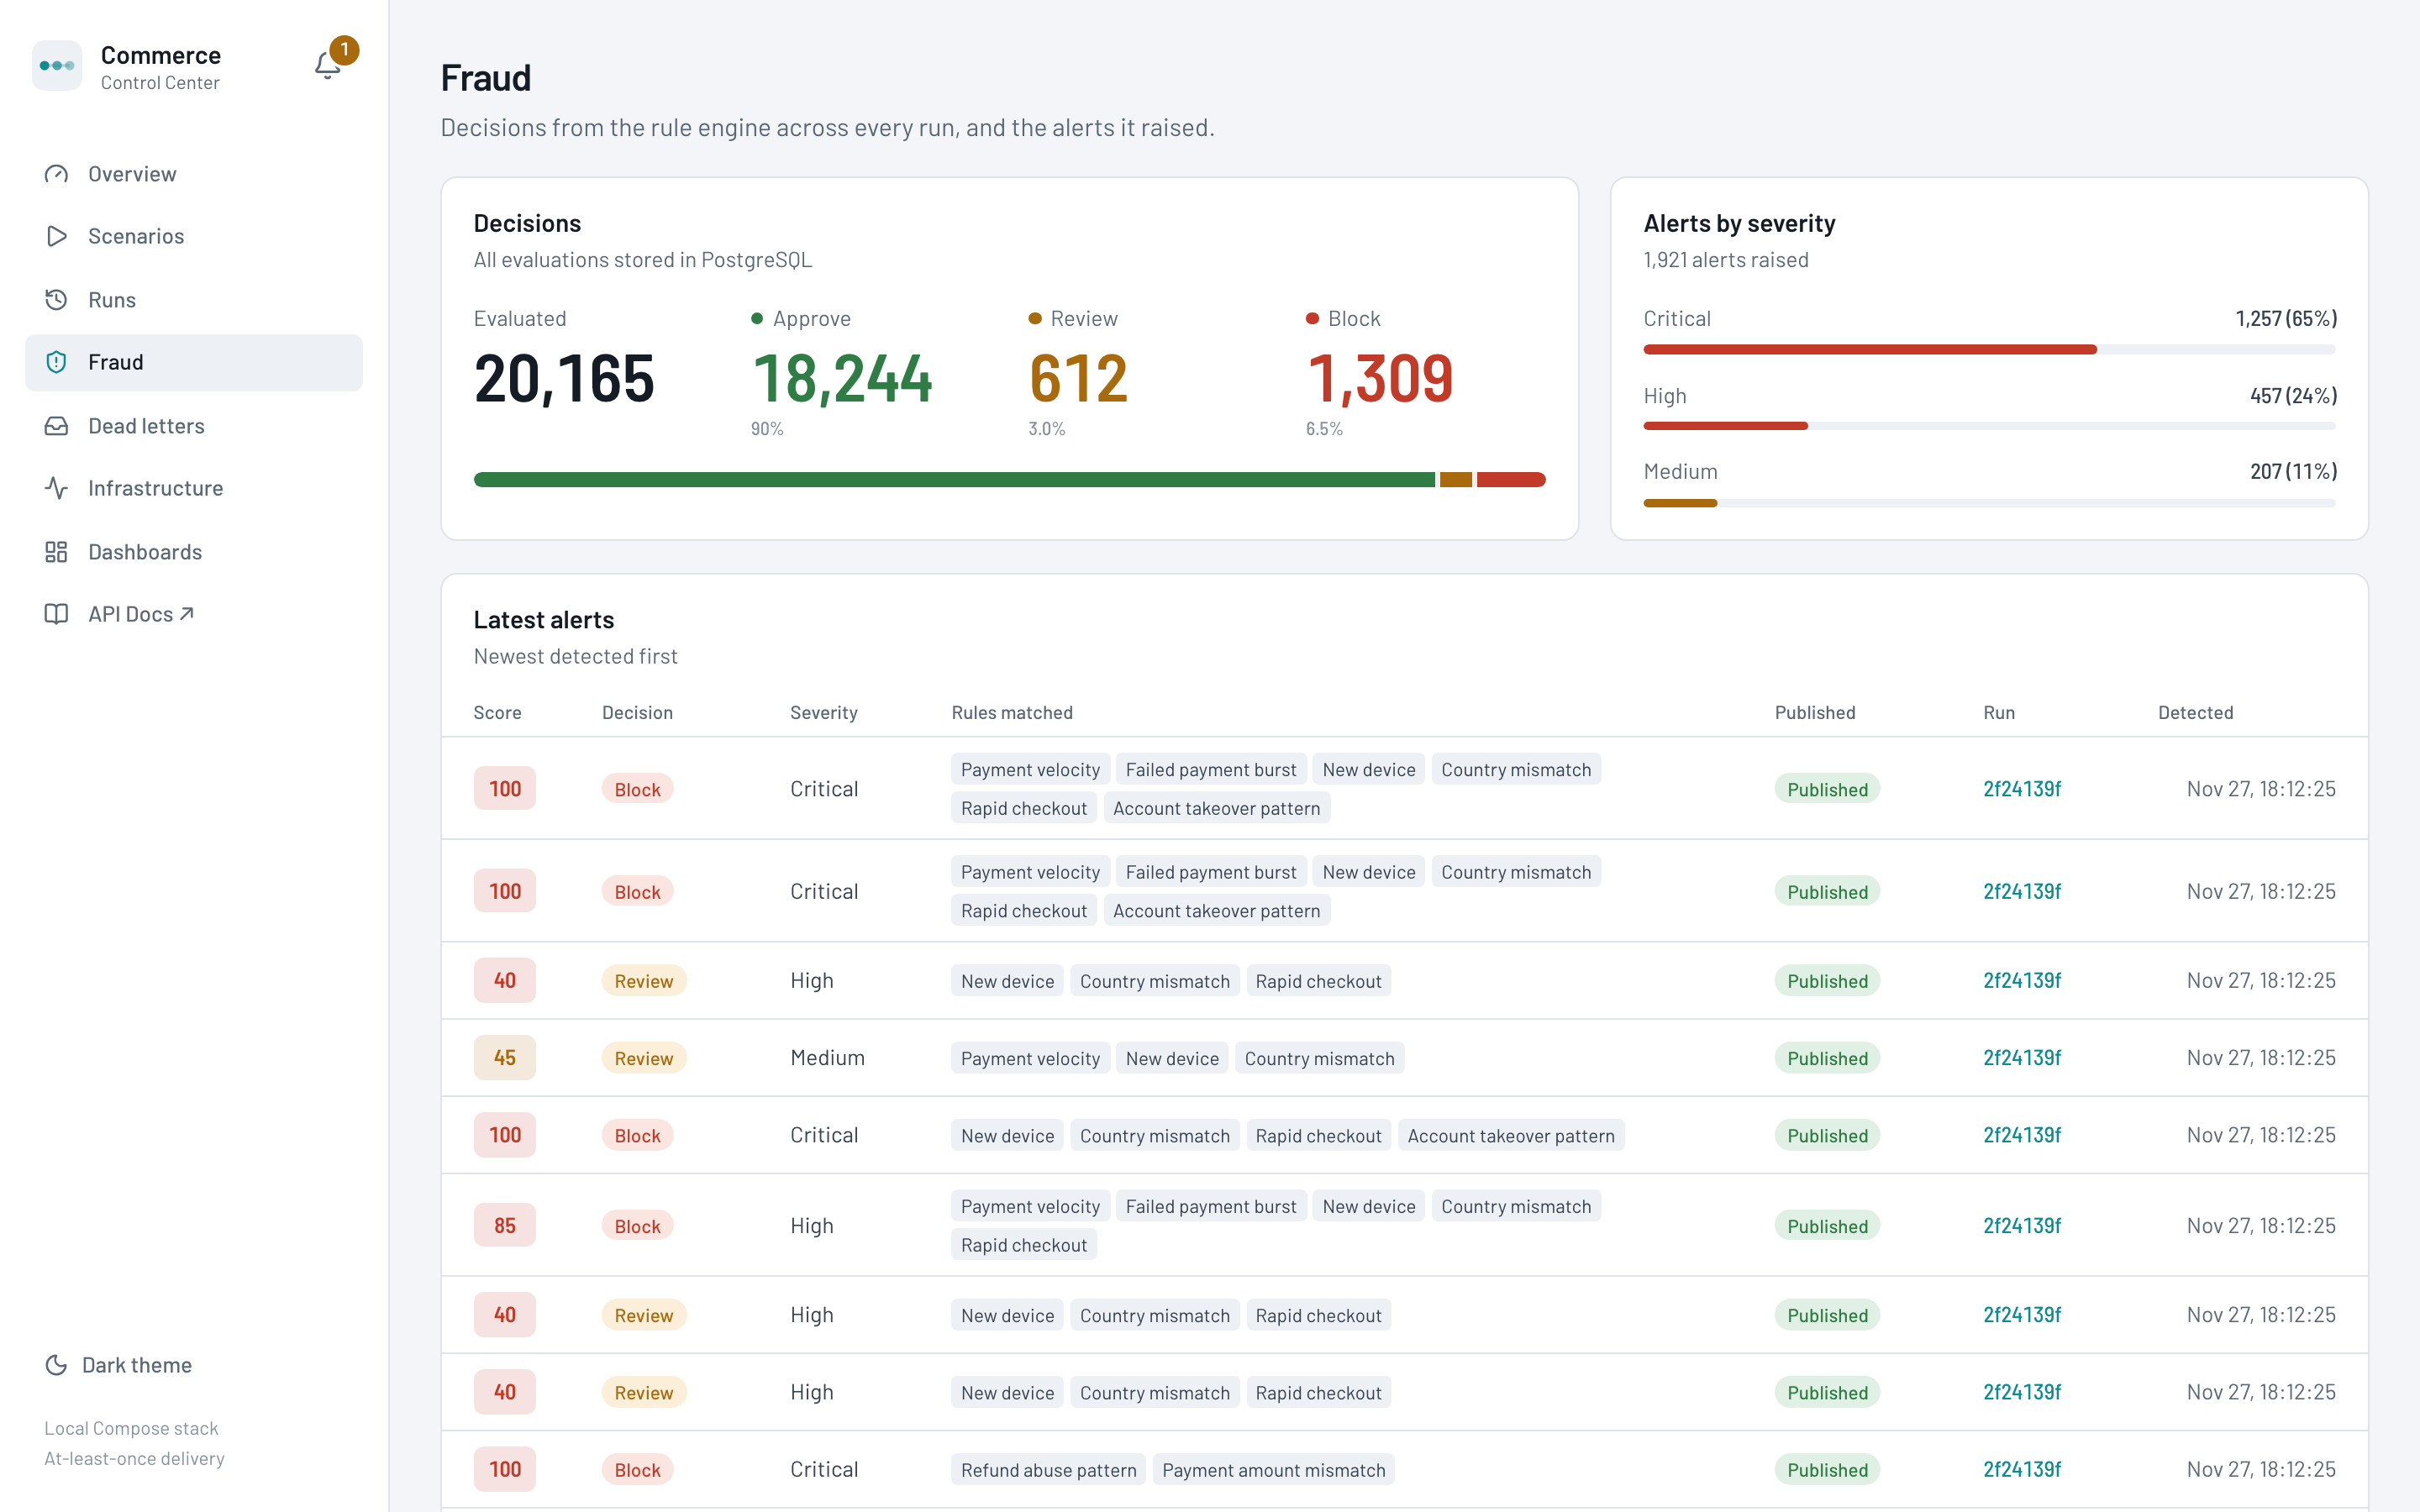 Commerce
Control Center
1
Overview
Scenarios
Runs
Fraud
Dead letters
Infrastructure
Dashboards
API Docs
Dark theme
Local Compose stack
At-least-once delivery
Fraud
Decisions from the rule engine across every run, and the alerts it raised.
Decisions
All evaluations stored in PostgreSQL
Evaluated Approve Review Block
20,165 18,244 612 1,309
90% 3.0% 6.5%
Alerts by severity
1,921 alerts raised
Critical 1,257 (65%)
High 457 (24%)
Medium 207 (11%)
Latest alerts
Newest detected first
Score Decision Severity Rules matched Published Run Detected
100 Block Critical Payment velocity Failed payment burst New device Country mismatch Published 2f24139f Nov 27, 18:12:25
Rapid checkout Account takeover pattern
100 Block Critical Payment velocity Failed payment burst New device Country mismatch Published 2f24139f Nov 27, 18:12:25
Rapid checkout Account takeover pattern
40 Review High New device Country mismatch Rapid checkout Published 2f24139f Nov 27, 18:12:25
45 Review Medium Payment velocity New device Country mismatch Published 2f24139f Nov 27, 18:12:25
100 Block Critical New device Country mismatch Rapid checkout Account takeover pattern Published 2f24139f Nov 27, 18:12:25
85 Block High Payment velocity Failed payment burst New device Country mismatch Published 2f24139f Nov 27, 18:12:25
Rapid checkout
40 Review High New device Country mismatch Rapid checkout Published 2f24139f Nov 27, 18:12:25
40 Review High New device Country mismatch Rapid checkout Published 2f24139f Nov 27, 18:12:25
100 Block Critical Refund abuse pattern Payment amount mismatch Published 2f24139f Nov 27, 18:12:25